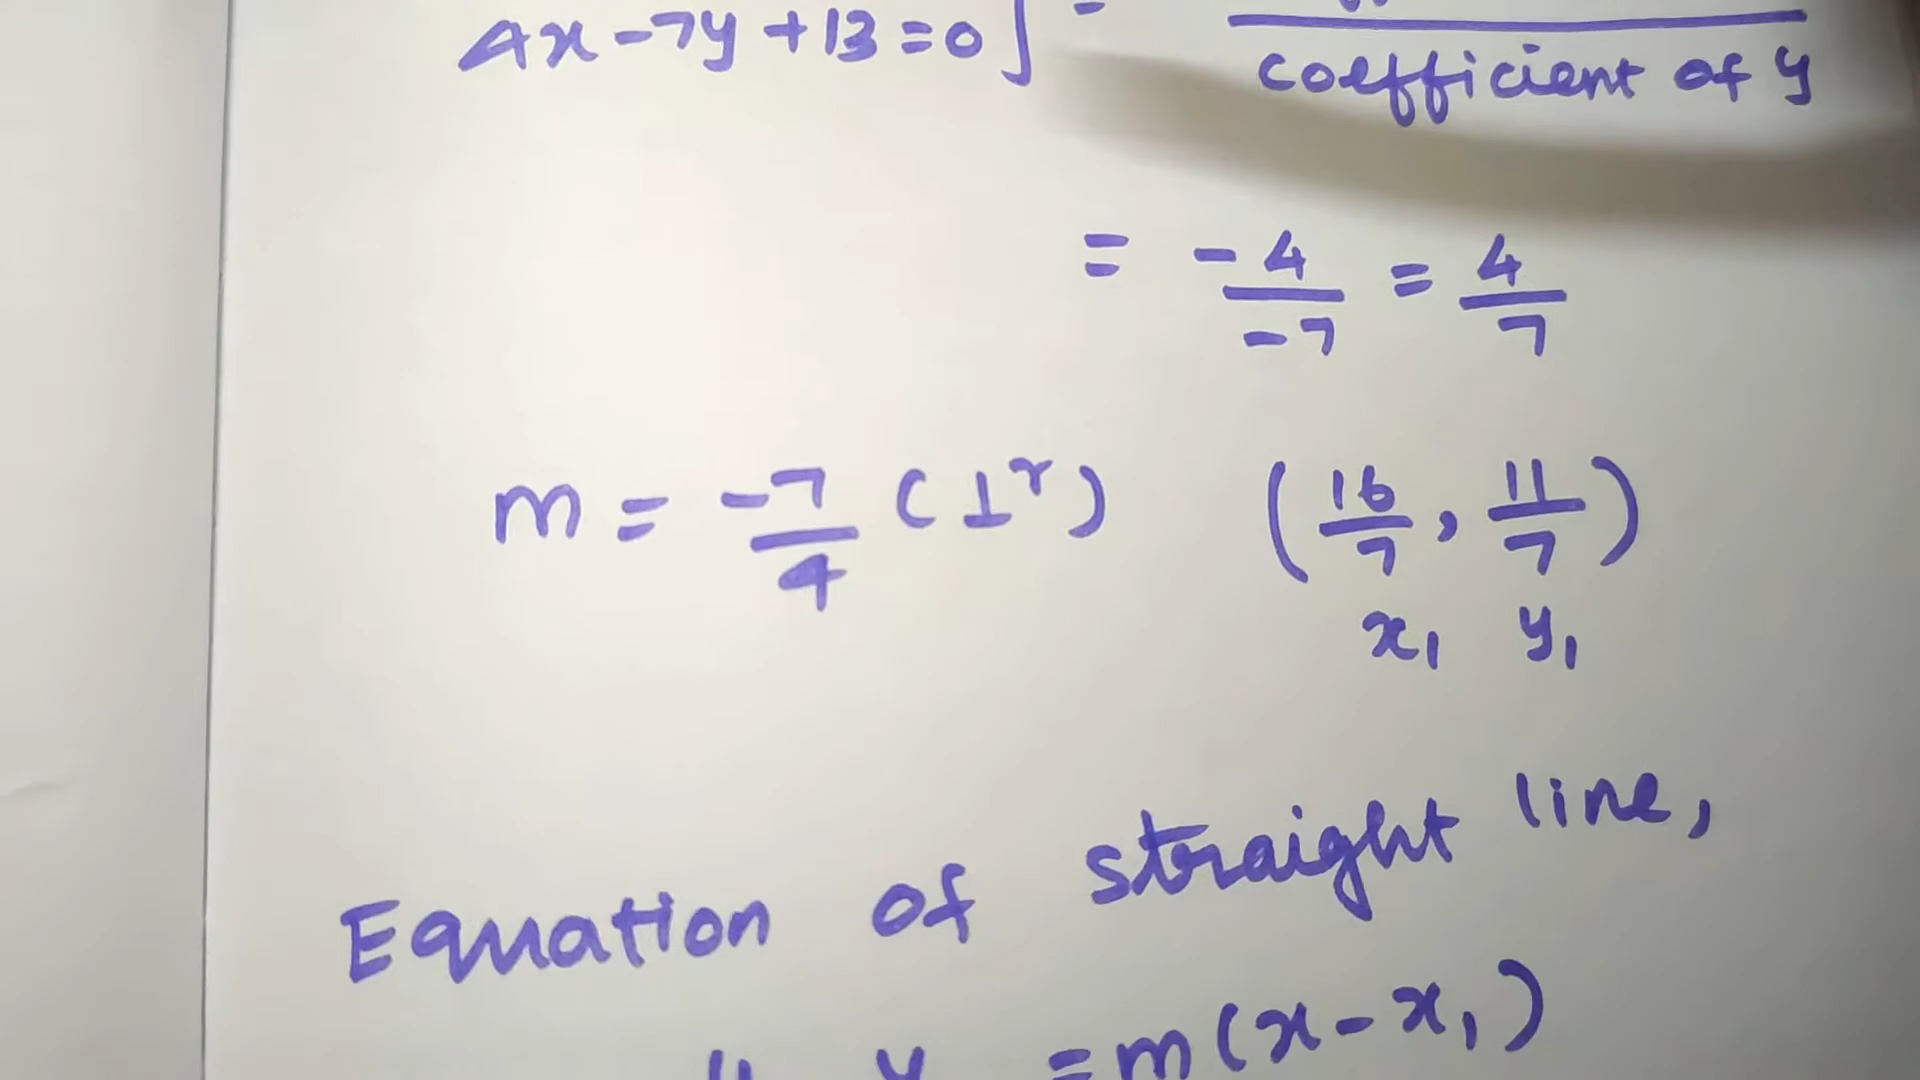 4x-7y+13=0] =
coefficient of y
= -4/-7 = 4/7
m = -7/4 (⊥r) (16/7, 11/7)
x1 y1
Equation of straight line,
y y = m(x-x1)